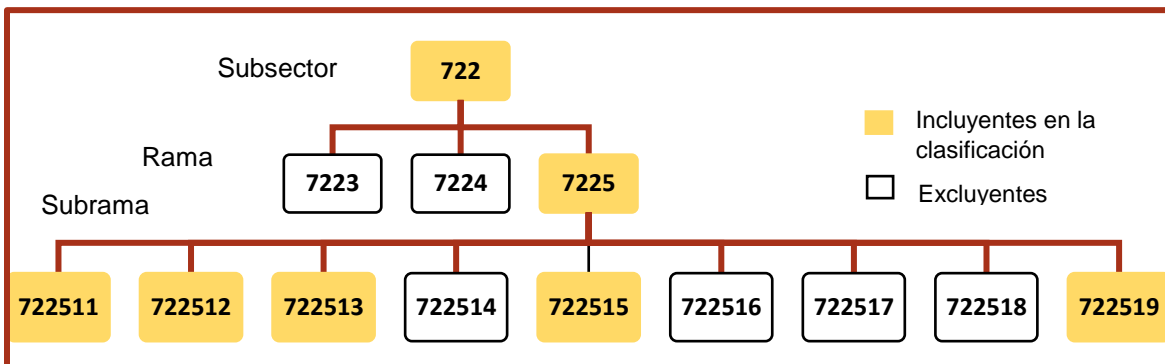 Subsector
722
Incluyentes en la
clasificación
Rama
7223
7224
7225
Excluyentes
Subrama
722511
722512
722513
722514
722515
722516
722517
722518
722519